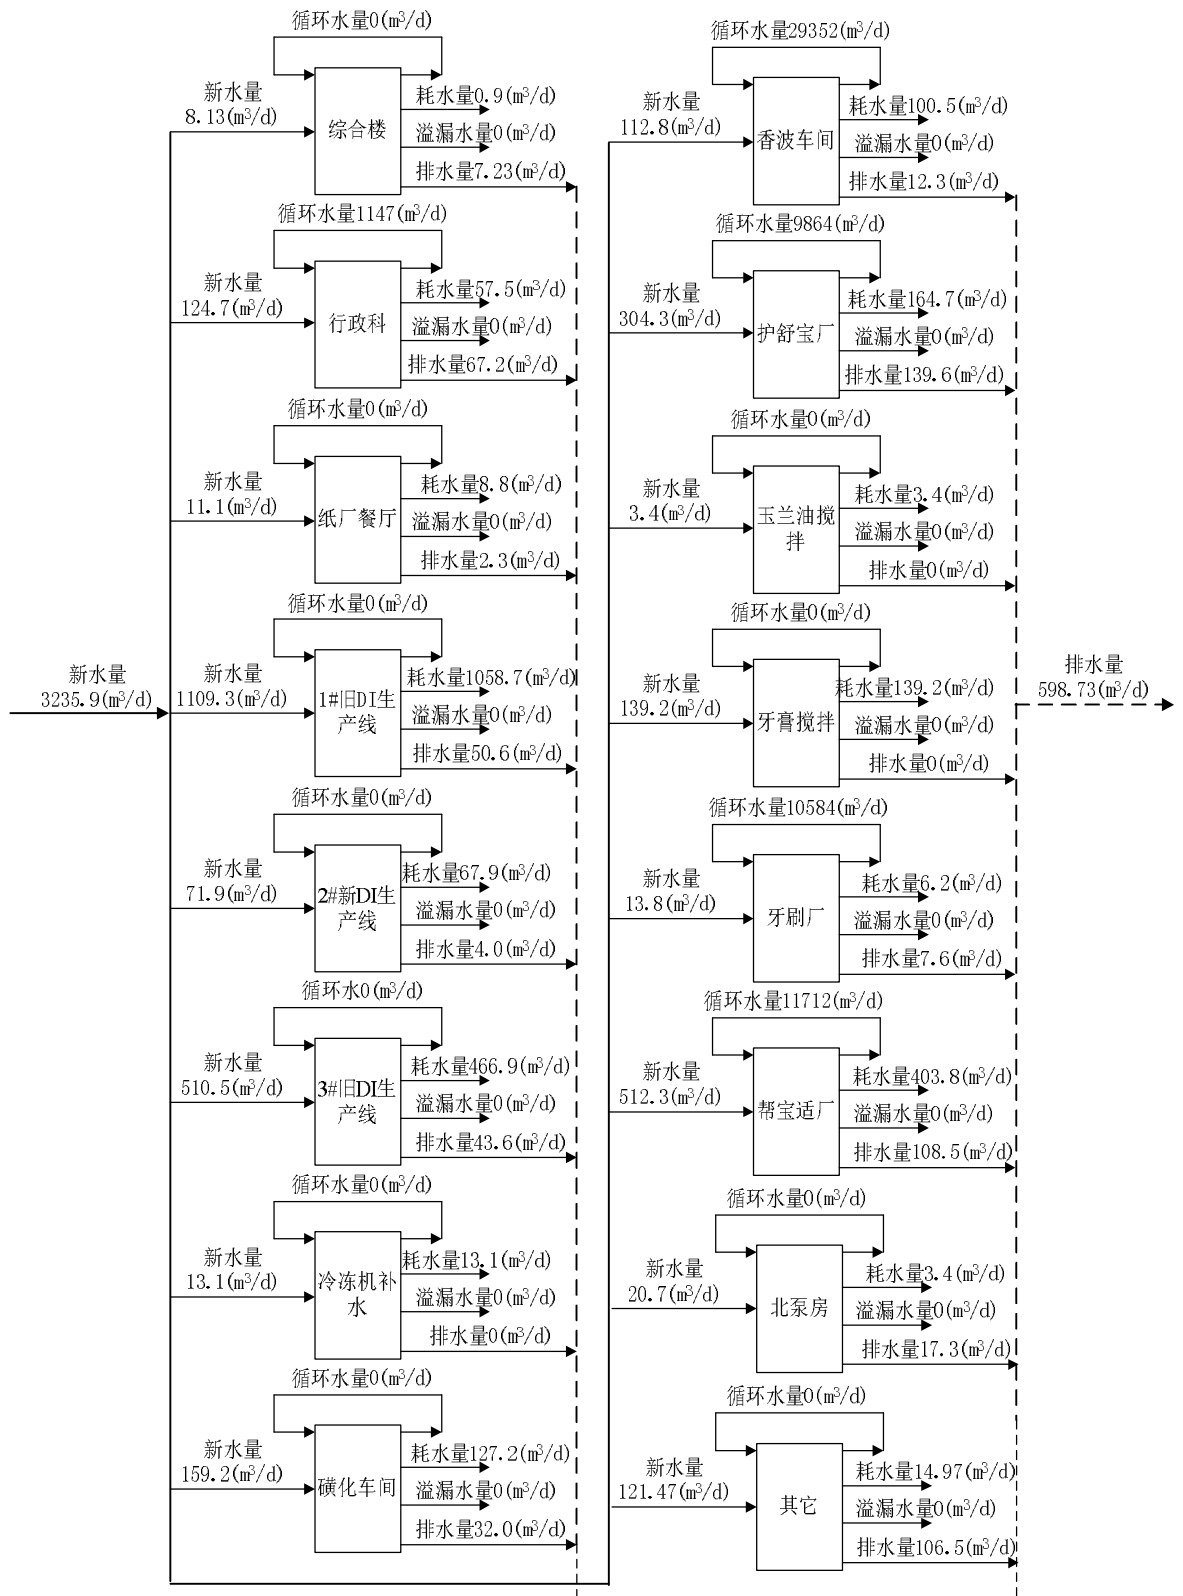 新水量
3235.9(m³/d)
循环水量0(m³/d)
新水量
8.13(m³/d)
综合楼
耗水量0.9(m³/d)
溢漏水量0(m³/d)
排水量7.23(m³/d)
循环水量1147(m³/d)
新水量
124.7(m³/d)
行政科
耗水量57.5(m³/d)
溢漏水量0(m³/d)
排水量67.2(m³/d)
循环水量0(m³/d)
新水量
11.1(m³/d)
纸厂餐厅
耗水量8.8(m³/d)
溢漏水量0(m³/d)
排水量2.3(m³/d)
循环水量0(m³/d)
新水量
1109.3(m³/d)
1#旧DI生
产线
耗水量1058.7(m³/d)
溢漏水量0(m³/d)
排水量50.6(m³/d)
循环水量0(m³/d)
新水量
71.9(m³/d)
2#新DI生
产线
耗水量67.9(m³/d)
溢漏水量0(m³/d)
排水量4.0(m³/d)
循环水0(m³/d)
新水量
510.5(m³/d)
3#旧DI生
产线
耗水量466.9(m³/d)
溢漏水量0(m³/d)
排水量43.6(m³/d)
循环水量0(m³/d)
新水量
13.1(m³/d)
冷冻机补
水
耗水量13.1(m³/d)
溢漏水量0(m³/d)
排水量0(m³/d)
循环水量0(m³/d)
新水量
159.2(m³/d)
磺化车间
耗水量127.2(m³/d)
溢漏水量0(m³/d)
排水量32.0(m³/d)
循环水量29352(m³/d)
新水量
112.8(m³/d)
香波车间
耗水量100.5(m³/d)
溢漏水量0(m³/d)
排水量12.3(m³/d)
循环水量9864(m³/d)
新水量
304.3(m³/d)
护舒宝厂
耗水量164.7(m³/d)
溢漏水量0(m³/d)
排水量139.6(m³/d)
循环水量0(m³/d)
新水量
3.4(m³/d)
玉兰油搅
拌
耗水量3.4(m³/d)
溢漏水量0(m³/d)
排水量0(m³/d)
循环水量0(m³/d)
新水量
139.2(m³/d)
牙膏搅拌
耗水量139.2(m³/d)
溢漏水量0(m³/d)
排水量0(m³/d)
循环水量10584(m³/d)
新水量
13.8(m³/d)
牙刷厂
耗水量6.2(m³/d)
溢漏水量0(m³/d)
排水量7.6(m³/d)
循环水量11712(m³/d)
新水量
512.3(m³/d)
帮宝适厂
耗水量403.8(m³/d)
溢漏水量0(m³/d)
排水量108.5(m³/d)
循环水量0(m³/d)
新水量
20.7(m³/d)
北泵房
耗水量3.4(m³/d)
溢漏水量0(m³/d)
排水量17.3(m³/d)
循环水量0(m³/d)
新水量
121.47(m³/d)
其它
耗水量14.97(m³/d)
溢漏水量0(m³/d)
排水量106.5(m³/d)
排水量
598.73(m³/d)